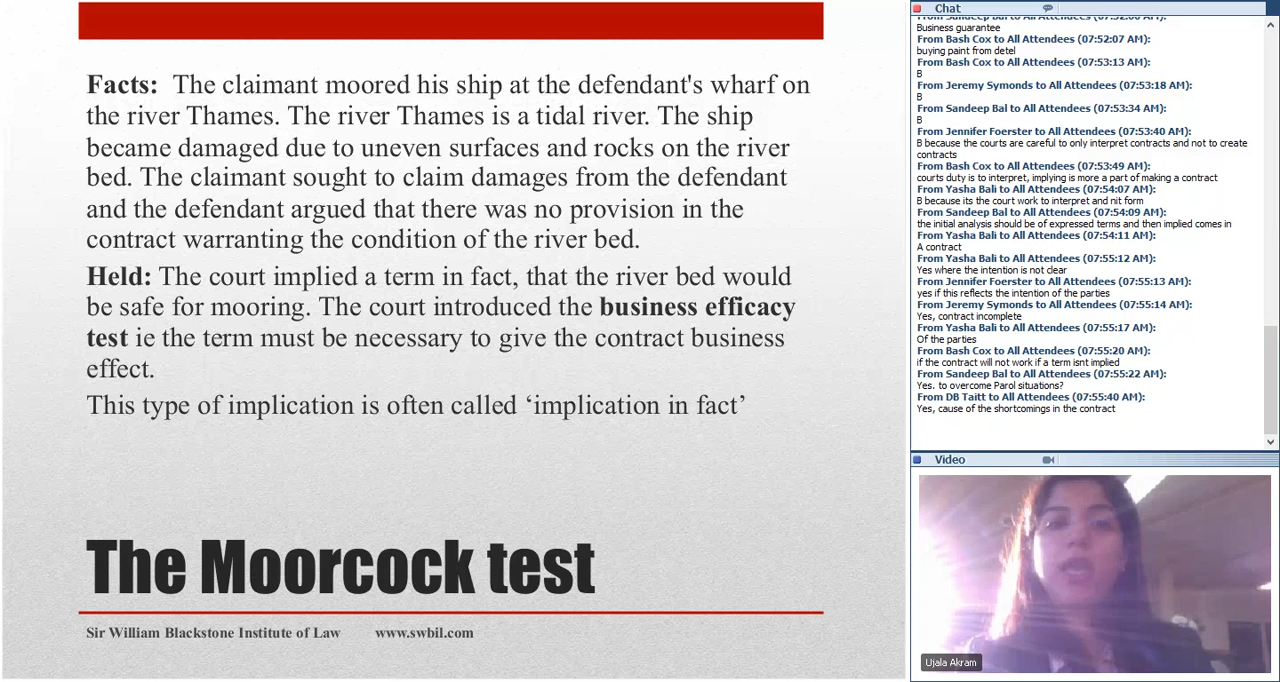 Facts: The claimant moored his ship at the defendant's wharf on
the river Thames. The river Thames is a tidal river. The ship
became damaged due to uneven surfaces and rocks on the river
bed. The claimant sought to claim damages from the defendant
and the defendant argued that there was no provision in the
contract warranting the condition of the river bed.
Held: The court implied a term in fact, that the river bed would
be safe for mooring. The court introduced the business efficacy
test ie the term must be necessary to give the contract business
effect.
This type of implication is often called ‘implication in fact’
The Moorcock test
Sir William Blackstone Institute of Law www.swbil.com
Chat
From Sandeep Bal to All Attendees (07:52:00 AM):
Business guarantee
From Bash Cox to All Attendees (07:52:07 AM):
buying paint from detel
From Bash Cox to All Attendees (07:53:13 AM):
B
From Jeremy Symonds to All Attendees (07:53:18 AM):
B
From Sandeep Bal to All Attendees (07:53:34 AM):
B
From Jennifer Foerster to All Attendees (07:53:40 AM):
B because the courts are careful to only interpret contracts and not to create
contracts
From Bash Cox to All Attendees (07:53:49 AM):
courts duty is to interpret, implying is more a part of making a contract
From Yasha Bali to All Attendees (07:54:07 AM):
B because its the court work to interpret and nit form
From Sandeep Bal to All Attendees (07:54:09 AM):
the initial analysis should be of expressed terms and then implied comes in
From Yasha Bali to All Attendees (07:54:11 AM):
A contract
From Yasha Bali to All Attendees (07:55:12 AM):
Yes where the intention is not clear
From Jennifer Foerster to All Attendees (07:55:13 AM):
yes if this reflects the intention of the parties
From Jeremy Symonds to All Attendees (07:55:14 AM):
Yes, contract incomplete
From Yasha Bali to All Attendees (07:55:17 AM):
Of the parties
From Bash Cox to All Attendees (07:55:20 AM):
if the contract will not work if a term isnt implied
From Sandeep Bal to All Attendees (07:55:22 AM):
Yes. to overcome Parol situations?
From DB Taitt to All Attendees (07:55:40 AM):
Yes, cause of the shortcomings in the contract
Video
Ujala Akram